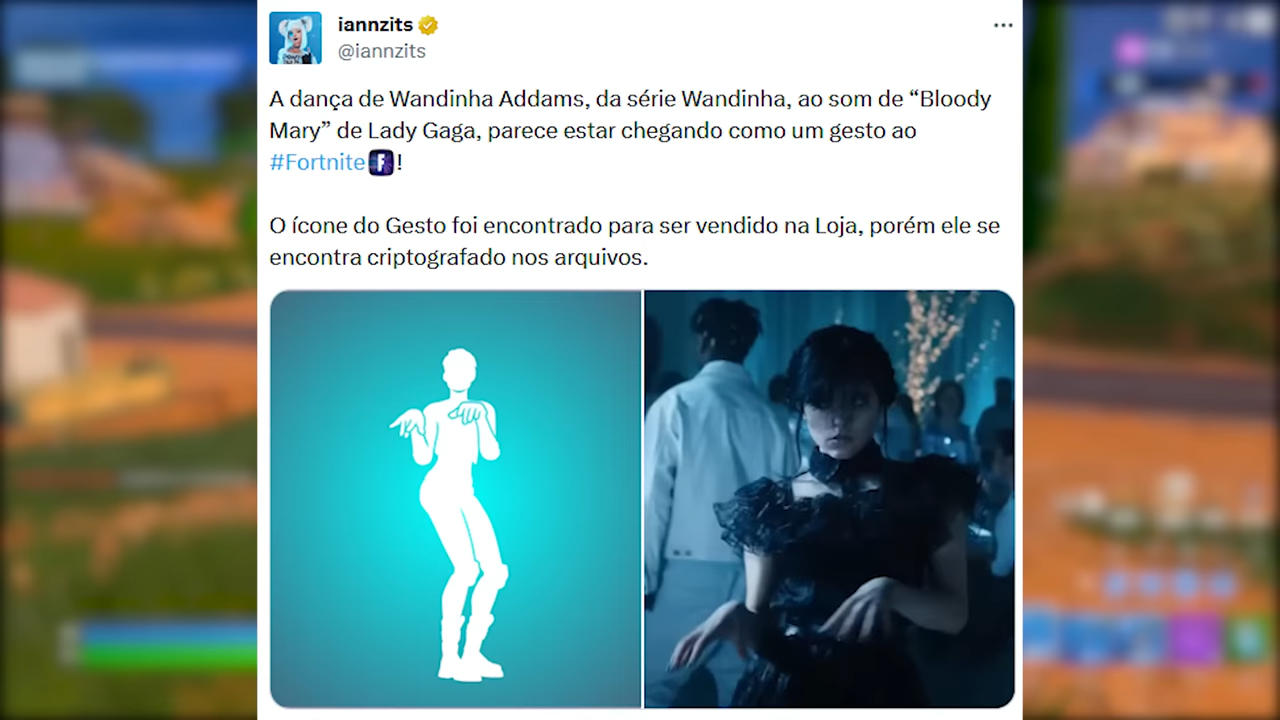 iannzits
@iannzits
A dança de Wandinha Addams, da série Wandinha, ao som de “Bloody
Mary” de Lady Gaga, parece estar chegando como um gesto ao
#Fortnite F!
O ícone do Gesto foi encontrado para ser vendido na Loja, porém ele se
encontra criptografado nos arquivos.